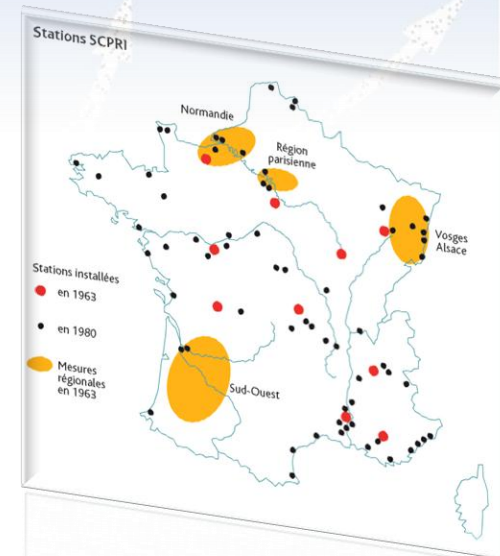 Stations SCPRI
Normandie
Région
parisienne
Vosges
Alsace
Stations installées
en 1963
en 1980
Mesures
régionales
en 1963
Sud-Ouest